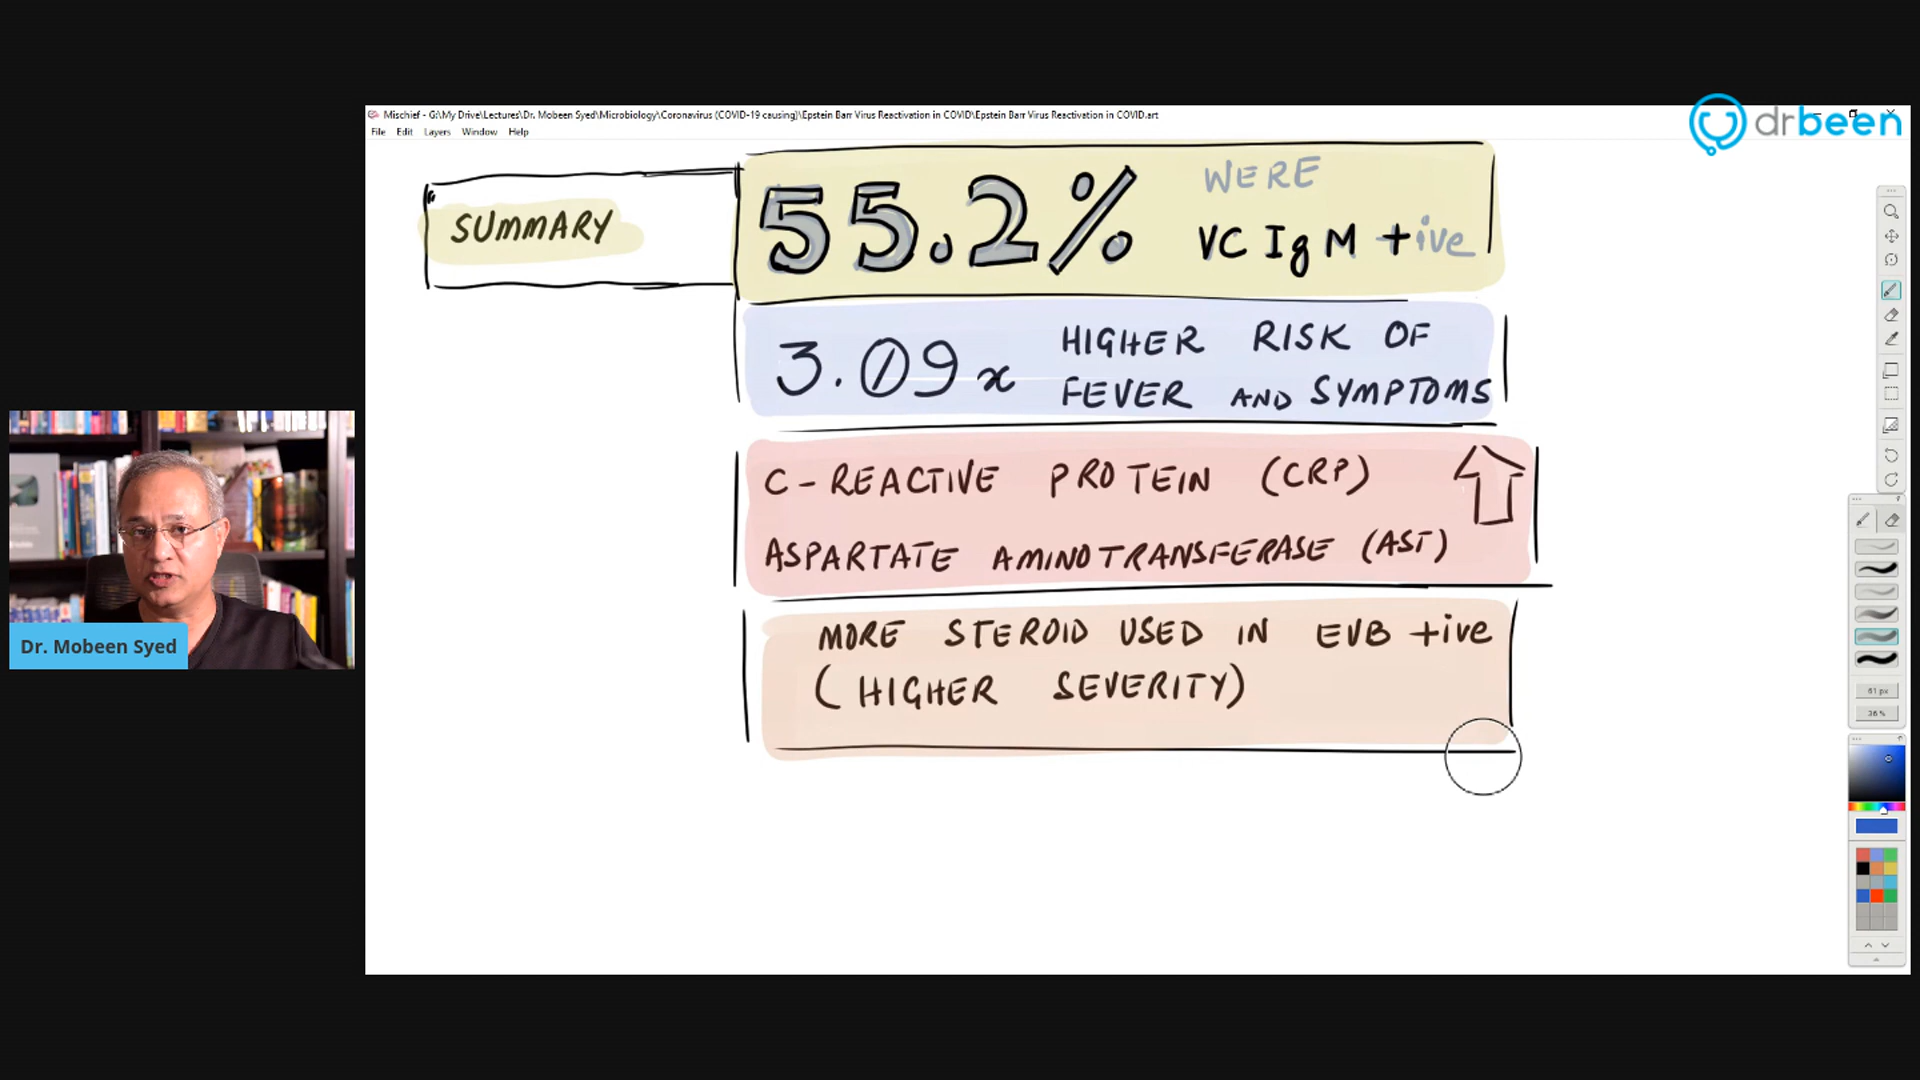 Mischief - G:\My Drive\Lectures\Dr. Mobeen Syed\Microbiology\Coronavirus (COVID-19 causing)\Epstein Barr Virus Reactivation in COVID\Epstein Barr Virus Reactivation in COVID.art
File Edit Layers Window Help
drbeen
SUMMARY
55.2%
WERE
VC IgM +ive
3.09x
HIGHER RISK OF
FEVER AND SYMPTOMS
C-REACTIVE PROTEIN (CRP)
ASPARTATE AMINOTRANSFERASE (AST)
MORE STEROID USED IN EVB +ive
(HIGHER SEVERITY)
Dr. Mobeen Syed
61 px
36 %